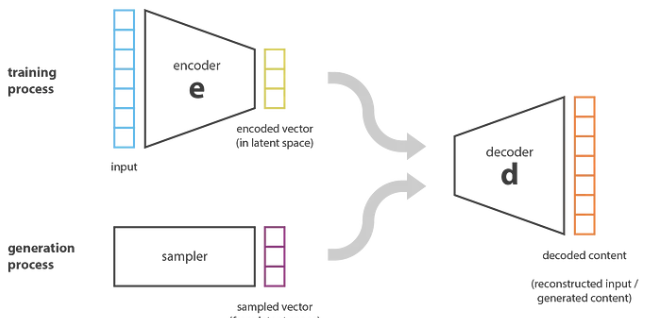 training
process
encoder
e
encoded vector
(in latent space)
input
decoder
d
generation
process
sampler
decoded content
(reconstructed input /
generated content)
sampled vector